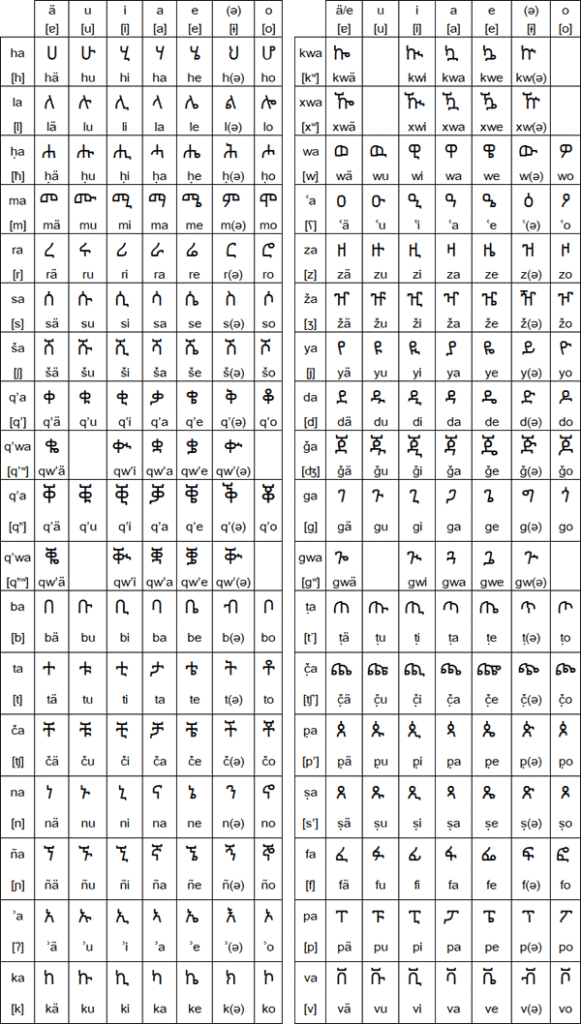 ä u i a e (ə) o
[ɐ] [u] [i] [a] [e] [ɨ] [o]
ha ሀ ሁ ሂ ሃ ሄ ህ ሆ
[h] hä hu hi ha he h(ə) ho
la ለ ሉ ሊ ላ ሌ ል ሎ
[l] lä lu li la le l(ə) lo
ḥa ሐ ሑ ሒ ሓ ሔ ሕ ሖ
[ħ] ḥä ḥu ḥi ḥa ḥe ḥ(ə) ḥo
ma መ ሙ ሚ ማ ሜ ም ሞ
[m] mä mu mi ma me m(ə) mo
ra ረ ሩ ሪ ራ ሬ ር ሮ
[r] rä ru ri ra re r(ə) ro
sa ሰ ሱ ሲ ሳ ሴ ስ ሶ
[s] sä su si sa se s(ə) so
ša ሸ ሹ ሺ ሻ ሼ ሽ ሾ
[ʃ] šä šu ši ša še š(ə) šo
q'a ቀ ቁ ቂ ቃ ቄ ቅ ቆ
[q'] q'ä q'u q'i q'a q'e q'(ə) q'o
q'wa ቈ ቊ ቋ ቌ ቍ
[q'ʷ] qw'ä qw'i qw'a qw'e qw'(ə)
q'a ቐ ቑ ቒ ቓ ቔ ቕ ቖ
[qʰ] q'ä q'u q'i q'a q'e q'(ə) q'o
q'wa ቘ ቚ ቛ ቜ ቝ
[qʰʷ] qw'ä qw'i qw'a qw'e qw'(ə)
ba በ ቡ ቢ ባ ቤ ብ ቦ
[b] bä bu bi ba be b(ə) bo
ta ተ ቱ ቲ ታ ቴ ት ቶ
[t] tä tu ti ta te t(ə) to
ča ቸ ቹ ቺ ቻ ቼ ች ቾ
[tʃ] čä ču či ča če č(ə) čo
na ነ ኑ ኒ ና ኔ ን ኖ
[n] nä nu ni na ne n(ə) no
ña ኘ ኙ ኚ ኛ ኜ ኝ ኞ
[ɲ] ñä ñu ñi ña ñe ñ(ə) ño
ʾa አ ኡ ኢ ኣ ኤ እ ኦ
[ʔ] ʾä ʾu ʾi ʾa ʾe ʾ(ə) ʾo
ka ከ ኩ ኪ ካ ኬ ክ ኮ
[k] kä ku ki ka ke k(ə) ko
ä/e u i a e (ə) o
[ɐ] [u] [i] [a] [e] [ɨ] [o]
kwa ኰ ኲ ኳ ኴ ኵ
[kʷ] kwä kwi kwa kwe kw(ə)
xwa ዀ ዂ ዃ ዄ ዅ
[xʷ] xwä xwi xwa xwe xw(ə)
wa ወ ዉ ዊ ዋ ዌ ው ዎ
[w] wä wu wi wa we w(ə) wo
ʿa ዐ ዑ ዒ ዓ ዔ ዕ ዖ
[ʕ] ʿä ʿu ʿi ʿa ʿe ʿ(ə) ʿo
za ዘ ዙ ዚ ዛ ዜ ዝ ዞ
[z] zä zu zi za ze z(ə) zo
ža ዠ ዡ ዢ ዣ ዤ ዥ ዦ
[ʒ] žä žu ži ža že ž(ə) žo
ya የ ዩ ዪ ያ ዬ ይ ዮ
[j] yä yu yi ya ye y(ə) yo
da ደ ዱ ዲ ዳ ዴ ድ ዶ
[d] dä du di da de d(ə) do
ǧa ጀ ጁ ጂ ጃ ጄ ጅ ጆ
[dʒ] ǧä ǧu ǧi ǧa ǧe ǧ(ə) ǧo
ga ገ ጉ ጊ ጋ ጌ ግ ጎ
[g] gä gu gi ga ge g(ə) go
gwa ጐ ጒ ጓ ጔ ጕ
[gʷ] gwä gwi gwa gwe gw(ə)
ṭa ጠ ጡ ጢ ጣ ጤ ጥ ጦ
[t'] ṭä ṭu ṭi ṭa ṭe ṭ(ə) ṭo
č̣a ጨ ጩ ጪ ጫ ጬ ጭ ጮ
[tʃ'] č̣ä č̣u č̣i č̣a č̣e č̣(ə) č̣o
p̣a ጰ ጱ ጲ ጳ ጴ ጵ ጶ
[p'] p̣ä p̣u p̣i p̣a p̣e p̣(ə) p̣o
ṣa ጸ ጹ ጺ ጻ ጼ ጽ ጾ
[s'] ṣä ṣu ṣi ṣa ṣe ṣ(ə) ṣo
fa ፈ ፉ ፊ ፋ ፌ ፍ ፎ
[f] fä fu fi fa fe f(ə) fo
pa ፐ ፑ ፒ ፓ ፔ ፕ ፖ
[p] pä pu pi pa pe p(ə) po
va ቨ ቩ ቪ ቫ ቬ ቭ ቮ
[v] vä vu vi va ve v(ə) vo